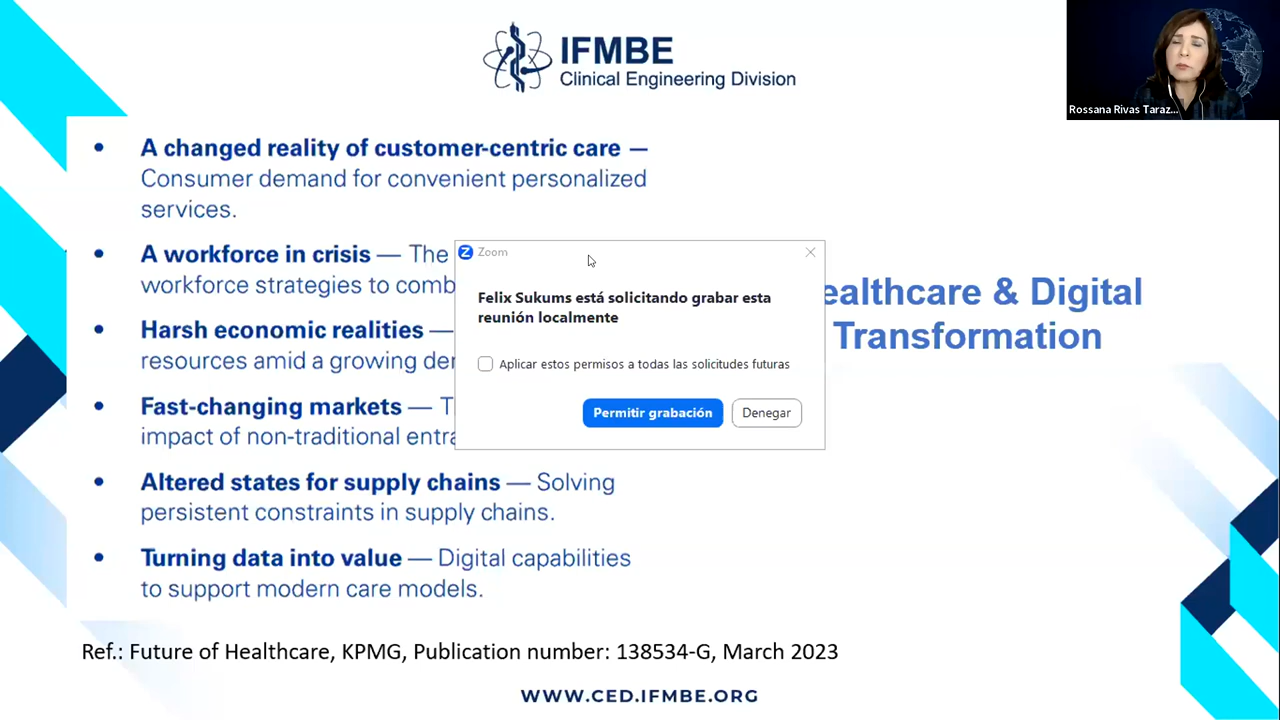 IFMBE
Clinical Engineering Division
Rossana Rivas Taraz...
• A changed reality of customer-centric care —
Consumer demand for convenient personalized
services.
• A workforce in crisis — The
workforce strategies to comb
• Harsh economic realities —
resources amid a growing
• Fast-changing markets —
impact of non-traditional
• Altered states for supply chains — Solving
persistent constraints in supply chains.
• Turning data into value — Digital capabilities
to support modern care models.
Zoom
Felix Sukums está solicitando grabar esta
reunión localmente
Aplicar estos permisos a todas las solicitudes futuras
Permitir grabación
Denegar
ealthcare & Digital
Transformation
Ref.: Future of Healthcare, KPMG, Publication number: 138534-G, March 2023
WWW.CED.IFMBE.ORG